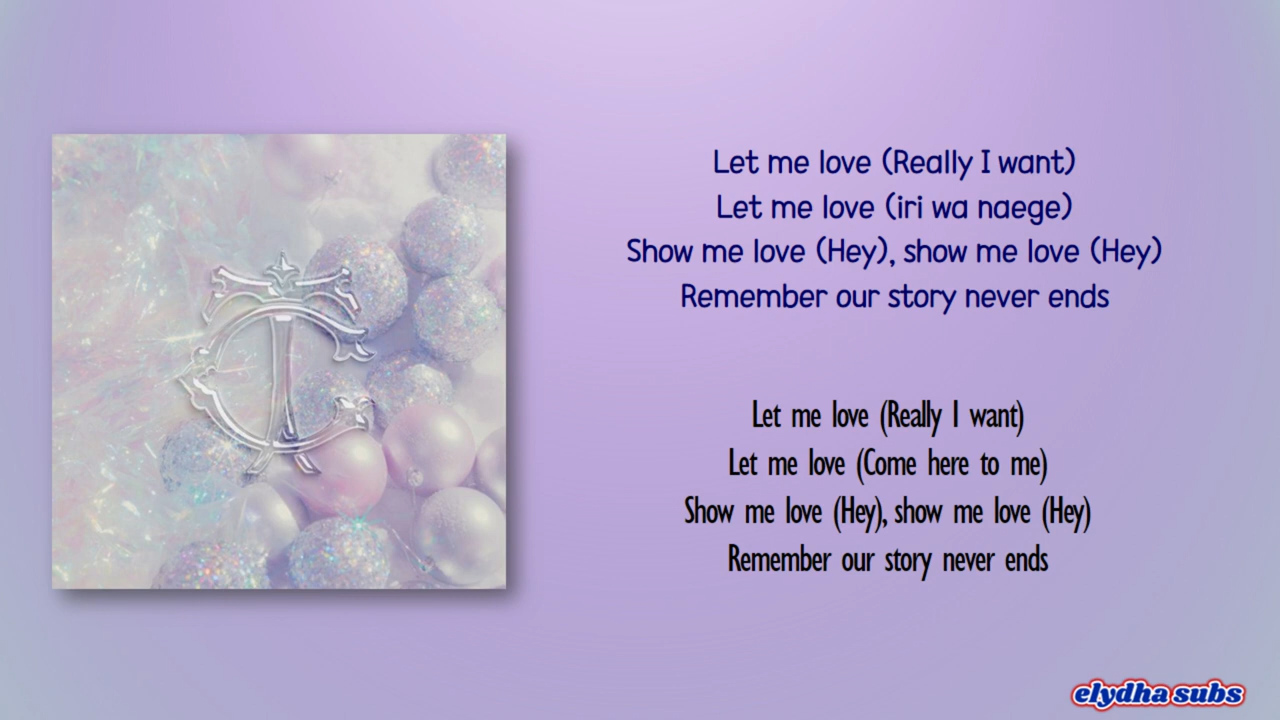 Let me love (Really I want)
Let me love (iri wa naege)
Show me love (Hey), show me love (Hey)
Remember our story never ends
Let me love (Really I want)
Let me love (Come here to me)
Show me love (Hey), show me love (Hey)
Remember our story never ends
elydha subs